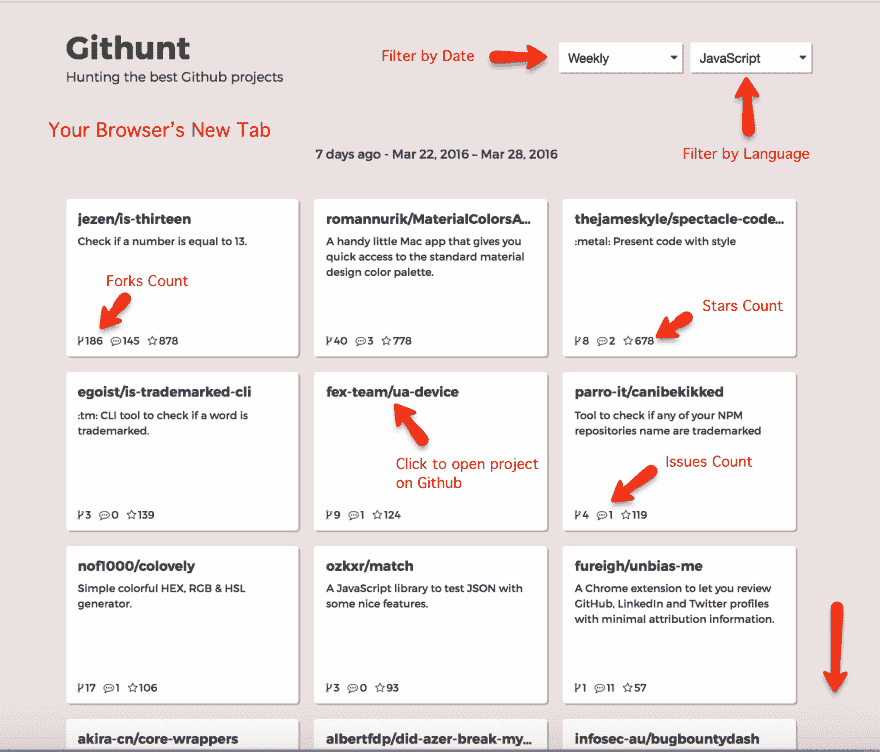 Githunt
Hunting the best Github projects
Filter by Date
Weekly
JavaScript
Your Browser's New Tab
Filter by Language
7 days ago - Mar 22, 2016 – Mar 28, 2016
jezen/is-thirteen
Check if a number is equal to 13.
Forks Count
186 145 878
romannurik/MaterialColorsA...
A handy little Mac app that gives you
quick access to the standard material
design color palette.
40 3 778
thejameskyle/spectacle-code...
:metal: Present code with style
Stars Count
8 2 678
egoist/is-trademarked-cli
:tm: CLI tool to check if a word is
trademarked.
3 0 139
fex-team/ua-device
Click to open project
on Github
9 1 124
parro-it/canibekikked
Tool to check if any of your NPM
repositories name are trademarked
Issues Count
4 1 119
nof1000/colovely
Simple colorful HEX, RGB & HSL
generator.
17 1 106
ozkxr/match
A JavaScript library to test JSON with
some nice features.
3 0 93
fureigh/unbias-me
A Chrome extension to let you review
GitHub, LinkedIn and Twitter profiles
with minimal attribution information.
1 11 57
akira-cn/core-wrappers
albertfdp/did-azer-break-my...
infosec-au/bugbountydash